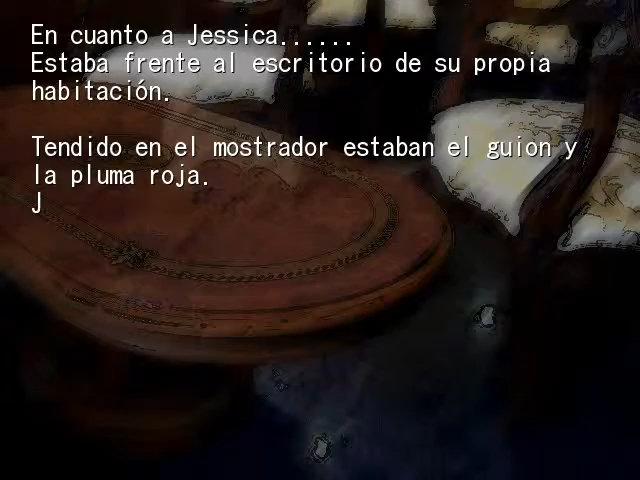 En cuanto a Jessica......
Estaba frente al escritorio de su propia
habitación.
Tendido en el mostrador estaban el guion y
la pluma roja.
J